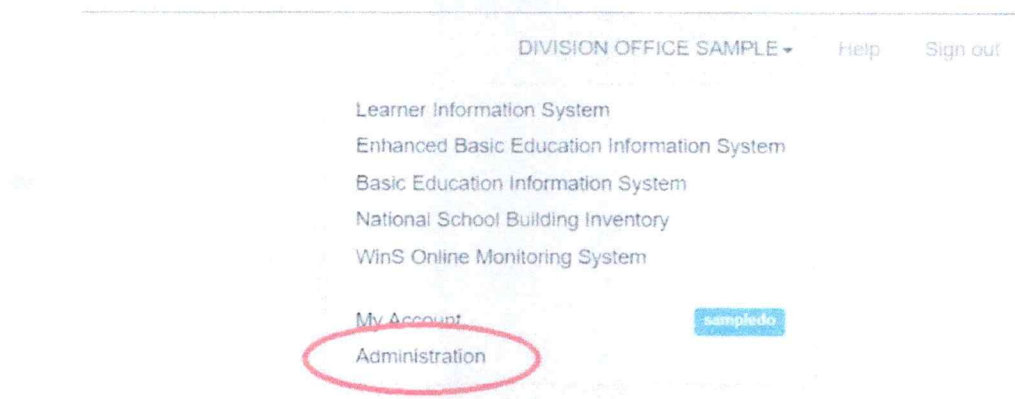 DIVISION OFFICE SAMPLE Help Sign out
Learner Information System
Enhanced Basic Education Information System
Basic Education Information System
National School Building Inventory
WinS Online Monitoring System
My Account sampledo
Administration